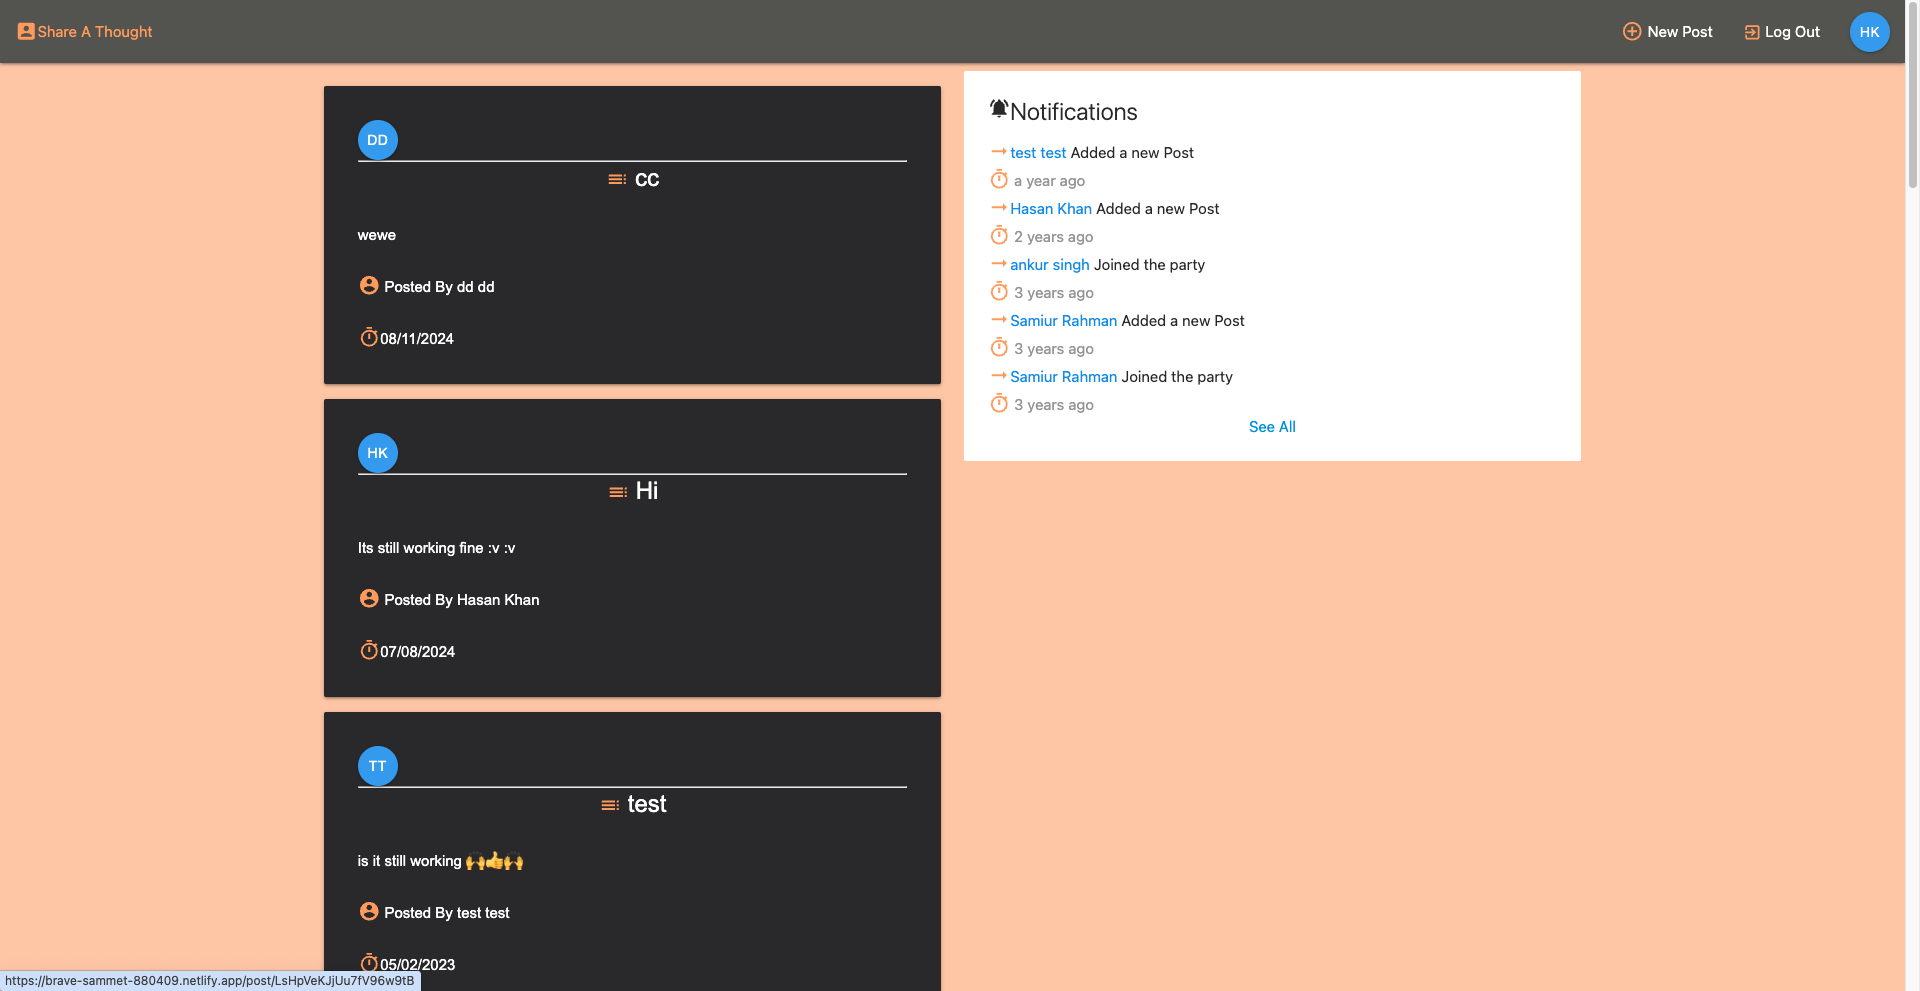 Share A Thought
New Post
Log Out
HK
DD
CC
wewe
Posted By dd dd
08/11/2024
HK
Hi
Its still working fine :v :v
Posted By Hasan Khan
07/08/2024
TT
test
is it still working 🙌👍🙌
Posted By test test
05/02/2023
Notifications
test test Added a new Post
a year ago
Hasan Khan Added a new Post
2 years ago
ankur singh Joined the party
3 years ago
Samiur Rahman Added a new Post
3 years ago
Samiur Rahman Joined the party
3 years ago
See All
https://brave-sammet-880409.netlify.app/post/LsHpVeKJjUu7fV96w9tB